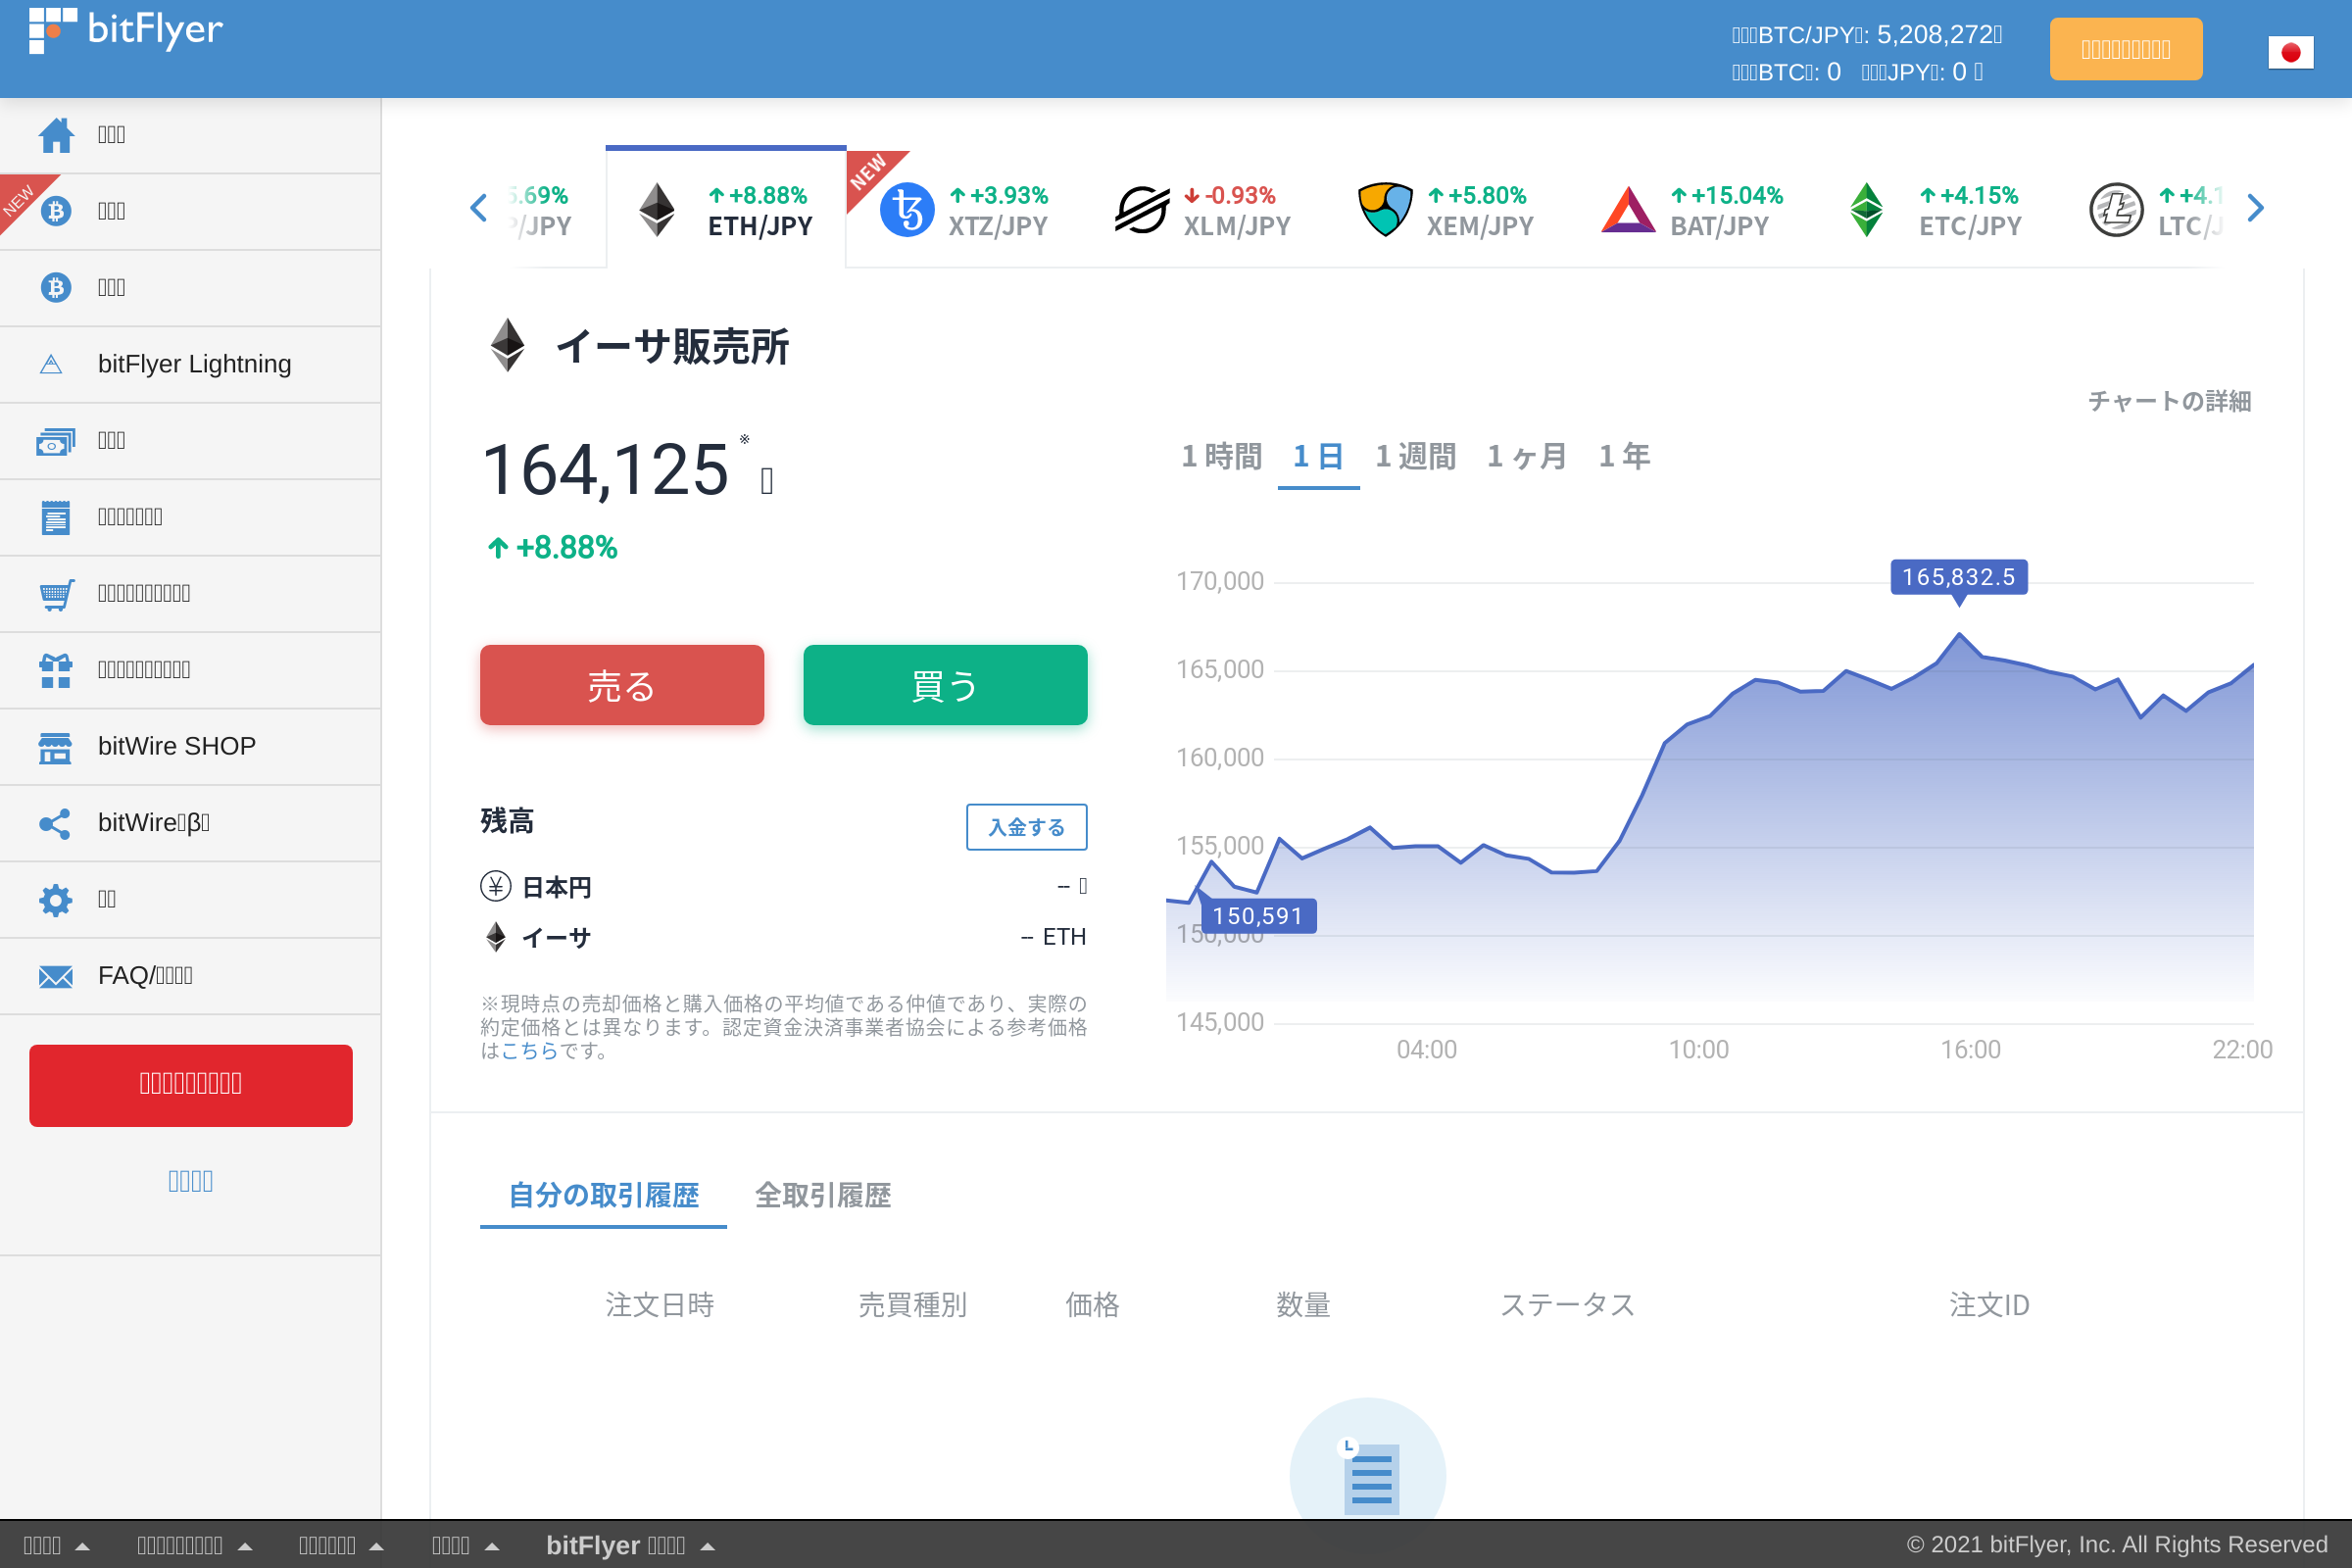 bitFlyer
BTC/JPY: 5,208,272
BTC: 0 JPY: 0
NEW
bitFlyer Lightning
bitWire SHOP
bitWire β
FAQ/
5.69%
P/JPY
+8.88%
ETH/JPY
NEW
+3.93%
XTZ/JPY
-0.93%
XLM/JPY
+5.80%
XEM/JPY
+15.04%
BAT/JPY
+4.15%
ETC/JPY
+4.1
LTC/J
イーサ販売所
チャートの詳細
164,125 ※
+8.88%
1 時間 1 日 1 週間 1 ヶ月 1 年
売る 買う
残高 入金する
日本円 --
イーサ -- ETH
※現時点の売却価格と購入価格の平均値である仲値であり、実際の
約定価格とは異なります。認定資金決済事業者協会による参考価格
はこちらです。
165,832.5
150,591
170,000
165,000
160,000
155,000
150,000
145,000
04:00 10:00 16:00 22:00
自分の取引履歴 全取引履歴
注文日時 売買種別 価格 数量 ステータス 注文ID
bitFlyer
© 2021 bitFlyer, Inc. All Rights Reserved